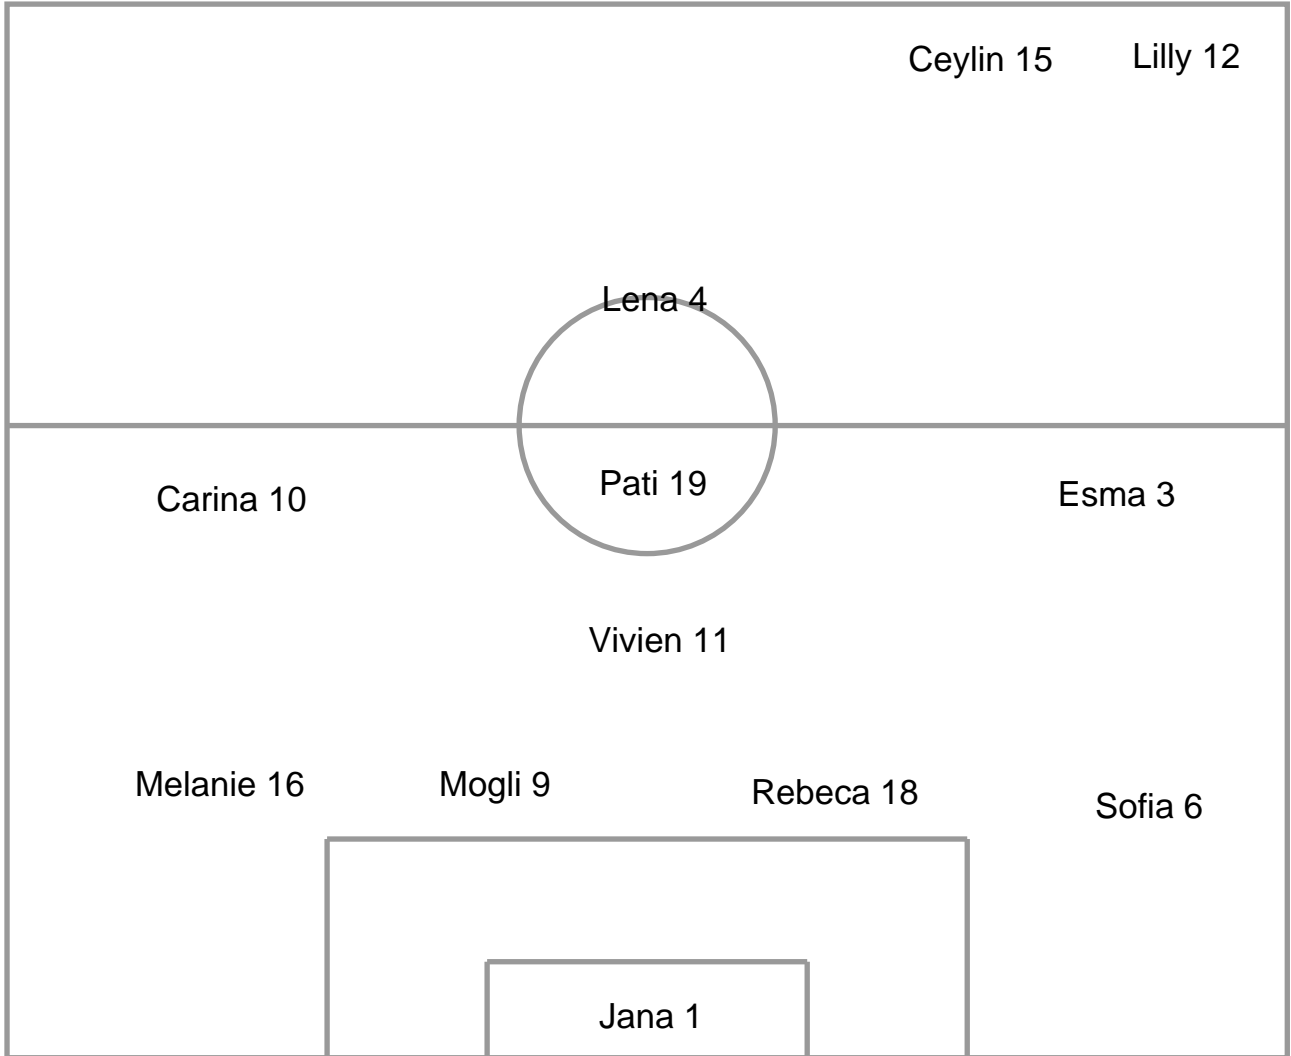 Ceylin 15 Lilly 12
Lena 4
Carina 10 Pati 19 Esma 3
Vivien 11
Melanie 16 Mogli 9 Rebeca 18 Sofia 6
Jana 1